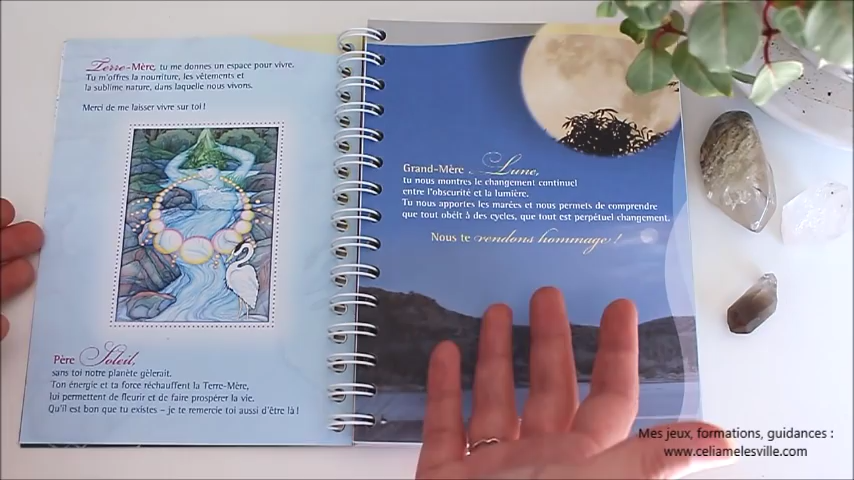 Terre-Mère, tu me donnes un espace pour vivre.
Tu m'offres la nourriture, les vêtements et
la sublime nature, dans laquelle nous vivons.
Merci de me laisser vivre sur toi !
Père Soleil,
sans toi notre planète gèlerait.
Ton énergie et ta force réchauffent la Terre-Mère,
lui permettent de fleurir et de faire prospérer la vie.
Qu'il est bon que tu existes – je te remercie toi aussi d'être là !
Grand-Mère Lune,
tu nous montres le changement continuel
entre l'obscurité et la lumière.
Tu nous apportes les marées et nous permets de comprendre
que tout obéit à des cycles, que tout est perpétuel changement.
Nous te rendons hommage !
Mes jeux, formations, guidances :
www.celiamelesville.com